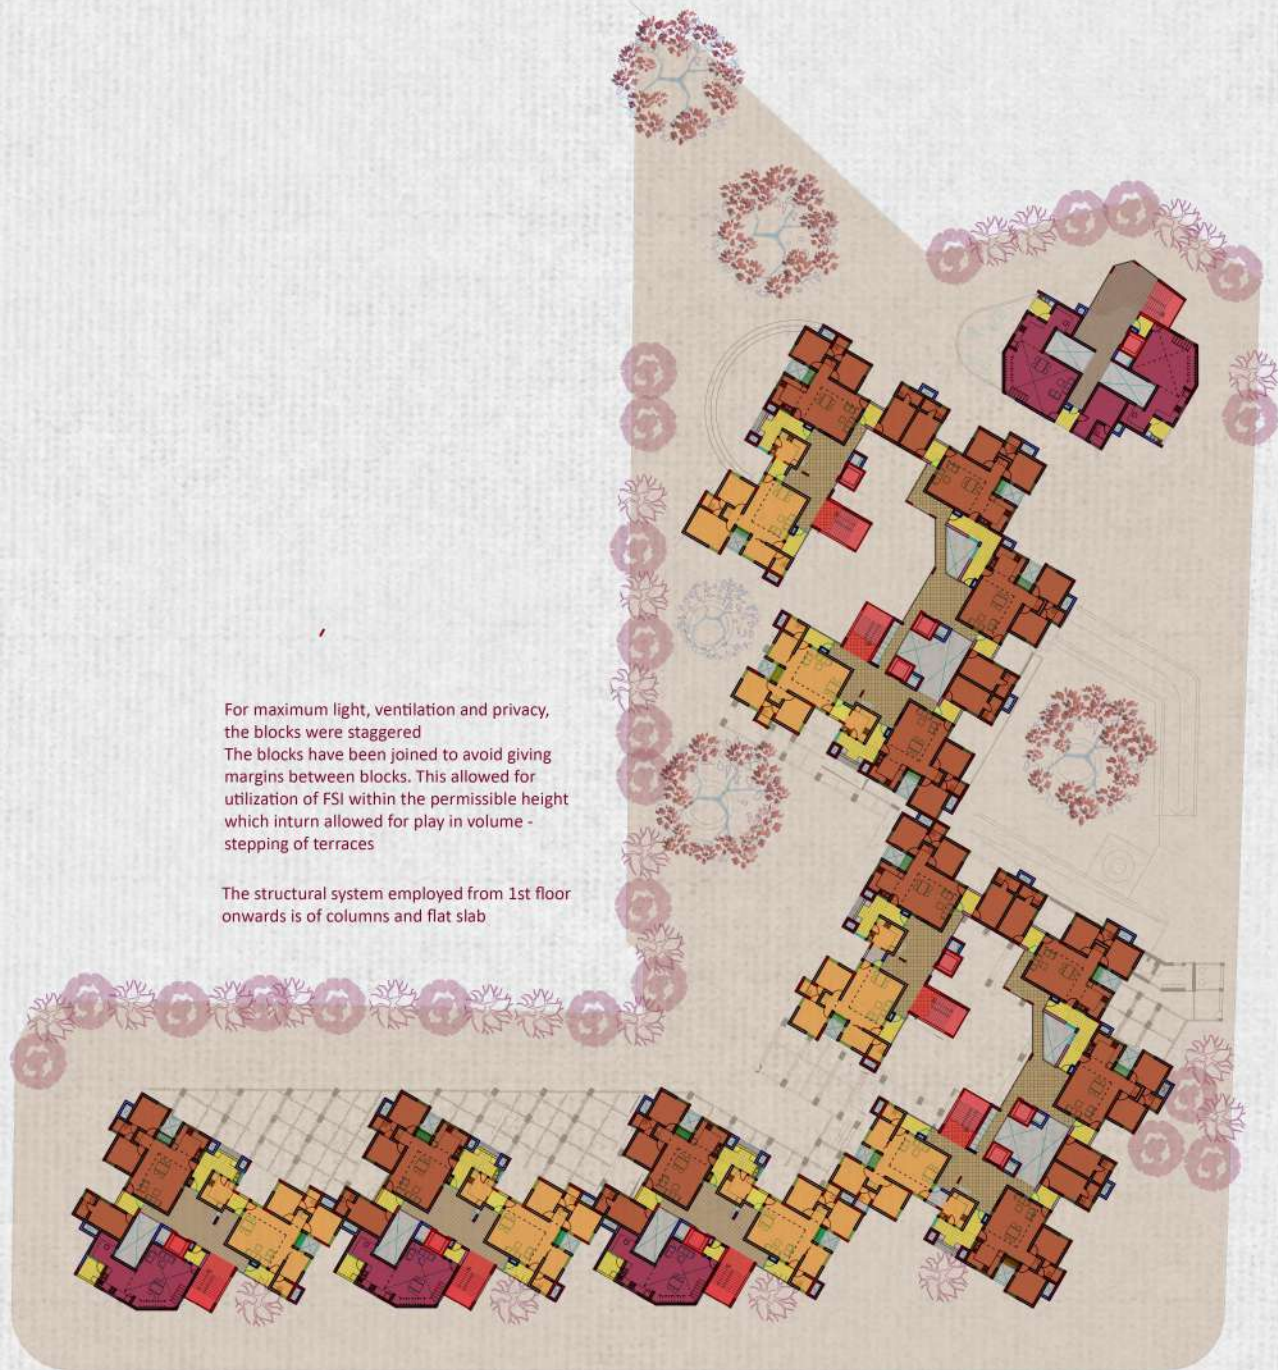 For maximum light, ventilation and privacy,
the blocks were staggered
The blocks have been joined to avoid giving
margins between blocks. This allowed for
utilization of FSI within the permissible height
which inturn allowed for play in volume -
stepping of terraces
The structural system employed from 1st floor
onwards is of columns and flat slab